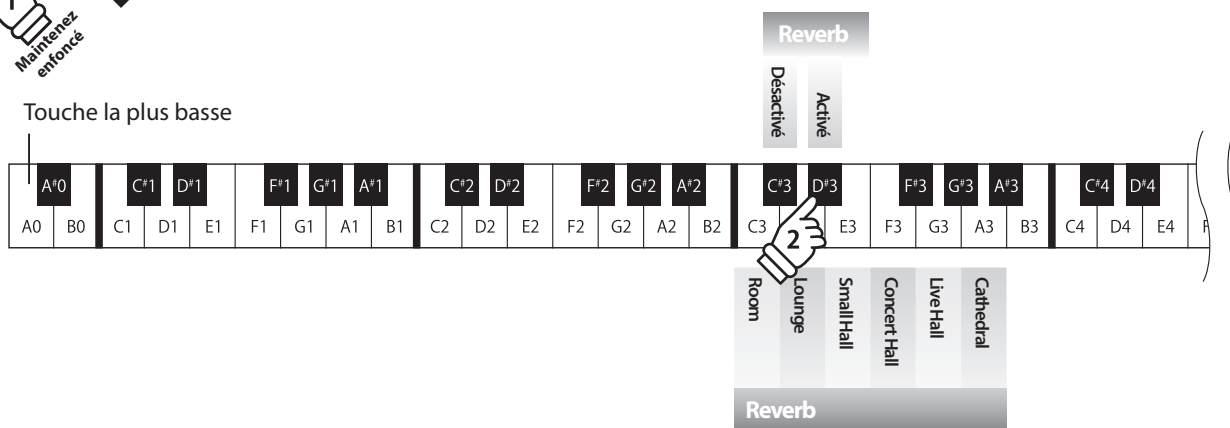 Maintenez
enfoncé
Reverb
Désactivé
Activé
Touche la plus basse
A#0 C#1 D#1 F#1 G#1 A#1 C#2 D#2 F#2 G#2 A#2 C#3 D#3 F#3 G#3 A#3 C#4 D#4
A0 B0 C1 D1 E1 F1 G1 A1 B1 C2 D2 E2 F2 G2 A2 B2 C3 E3 F3 G3 A3 B3 C4 D4 E4
2
Room
Lounge
Small Hall
Concert Hall
Live Hall
Cathedral
Reverb